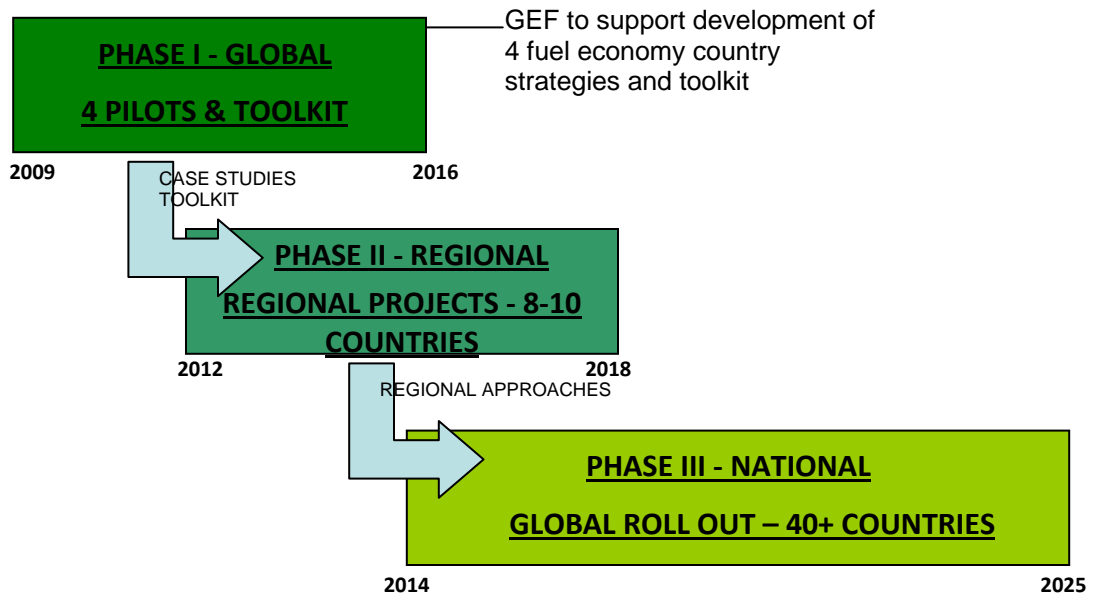 PHASE I - GLOBAL
4 PILOTS & TOOLKIT
GEF to support development of
4 fuel economy country
strategies and toolkit
2009
2016
CASE STUDIES
TOOLKIT
PHASE II - REGIONAL
REGIONAL PROJECTS - 8-10
COUNTRIES
2012
2018
REGIONAL APPROACHES
PHASE III - NATIONAL
GLOBAL ROLL OUT – 40+ COUNTRIES
2014
2025